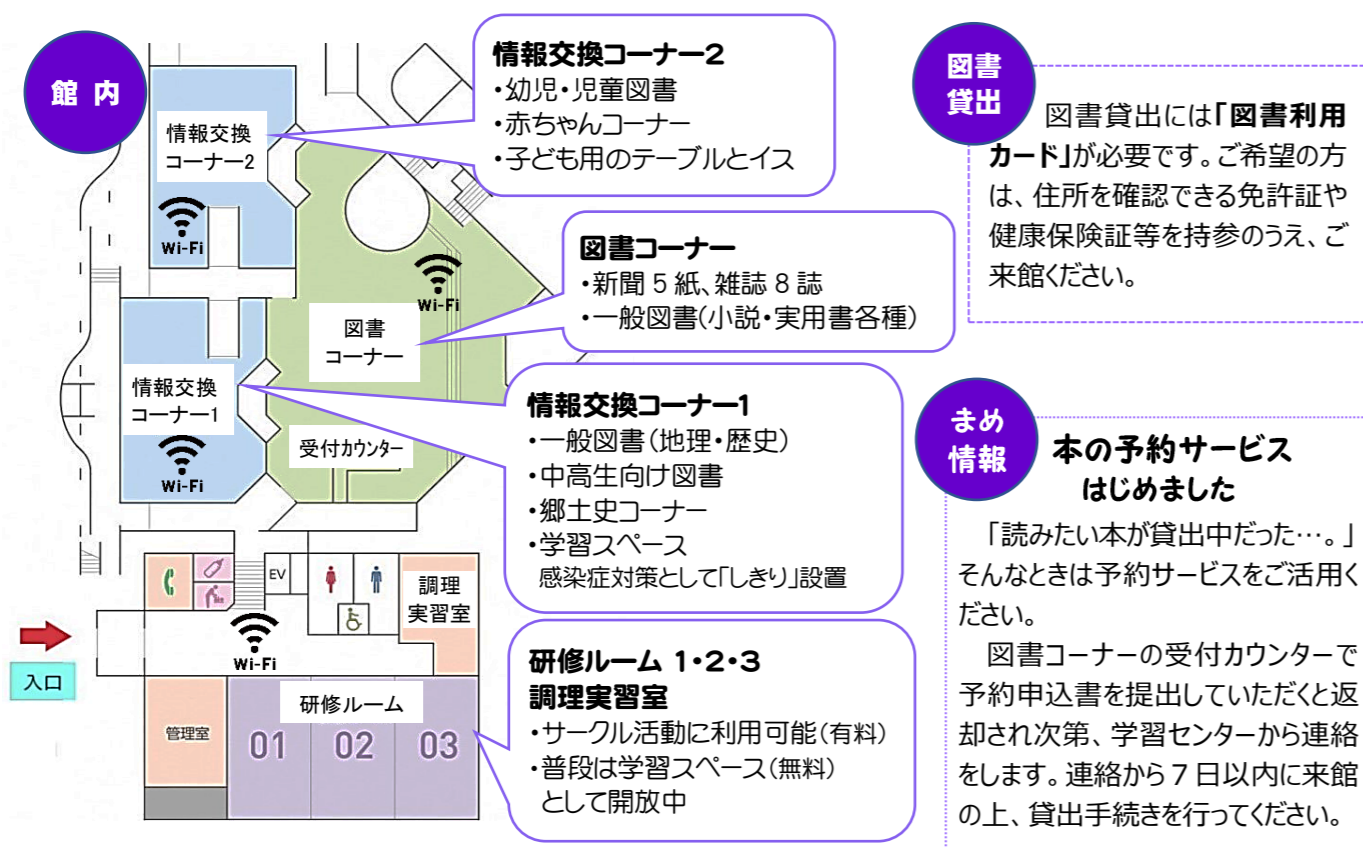 館 内
情報交換
コーナー2
Wi-Fi
Wi-Fi
図書
コーナー
情報交換
コーナー1
Wi-Fi
受付カウンター
EV
調理
実習室
Wi-Fi
入口
研修ルーム
管理室
01
02
03
情報交換コーナー2
・幼児・児童図書
・赤ちゃんコーナー
・子ども用のテーブルとイス
図書コーナー
・新聞 5 紙、雑誌 8 誌
・一般図書(小説・実用書各種)
情報交換コーナー1
・一般図書(地理・歴史)
・中高生向け図書
・郷土史コーナー
・学習スペース
感染症対策として「しきり」設置
研修ルーム 1・2・3
調理実習室
・サークル活動に利用可能(有料)
・普段は学習スペース(無料)
として開放中
図書
貸出
図書貸出には「図書利用
カード」が必要です。ご希望の方
は、住所を確認できる免許証や
健康保険証等を持参のうえ、ご
来館ください。
まめ
情報
本の予約サービス
はじめました
「読みたい本が貸出中だった…。」
そんなときは予約サービスをご活用く
ださい。
図書コーナーの受付カウンターで
予約申込書を提出していただくと返
却され次第、学習センターから連絡
をします。連絡から 7 日以内に来館
の上、貸出手続きを行ってください。